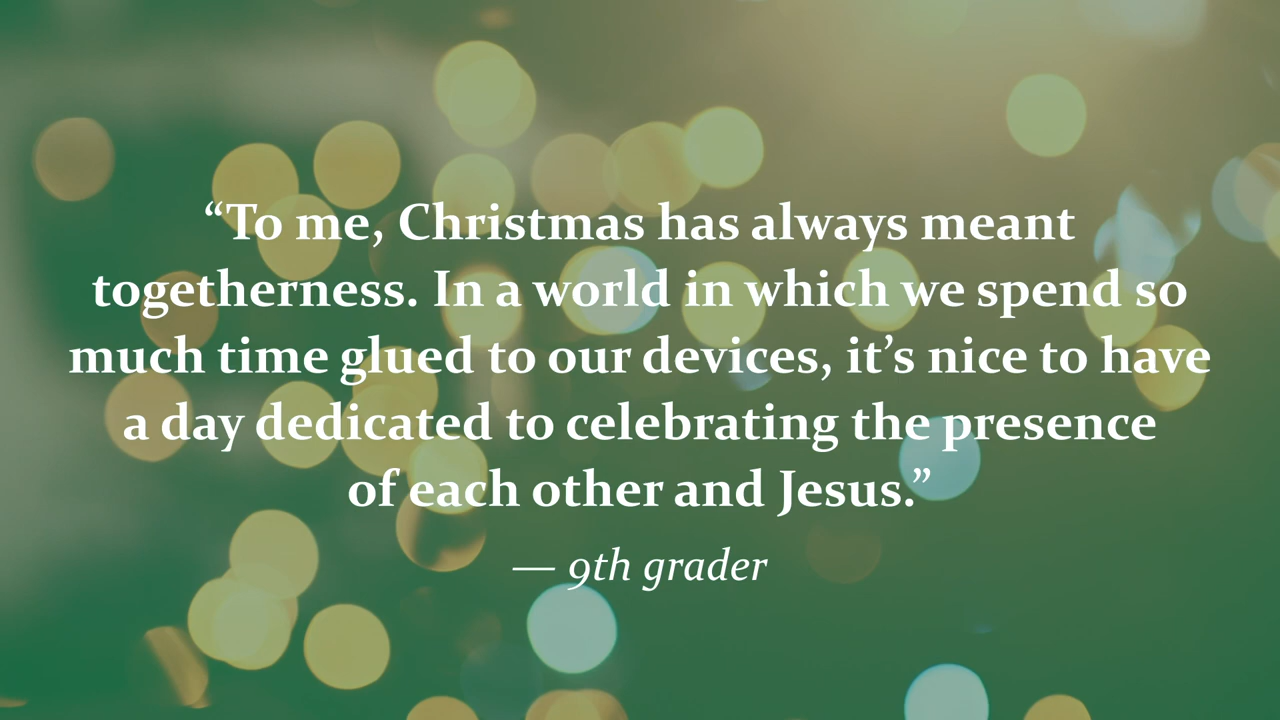 “To me, Christmas has always meant
togetherness. In a world in which we spend so
much time glued to our devices, it’s nice to have
a day dedicated to celebrating the presence
of each other and Jesus.”
— 9th grader